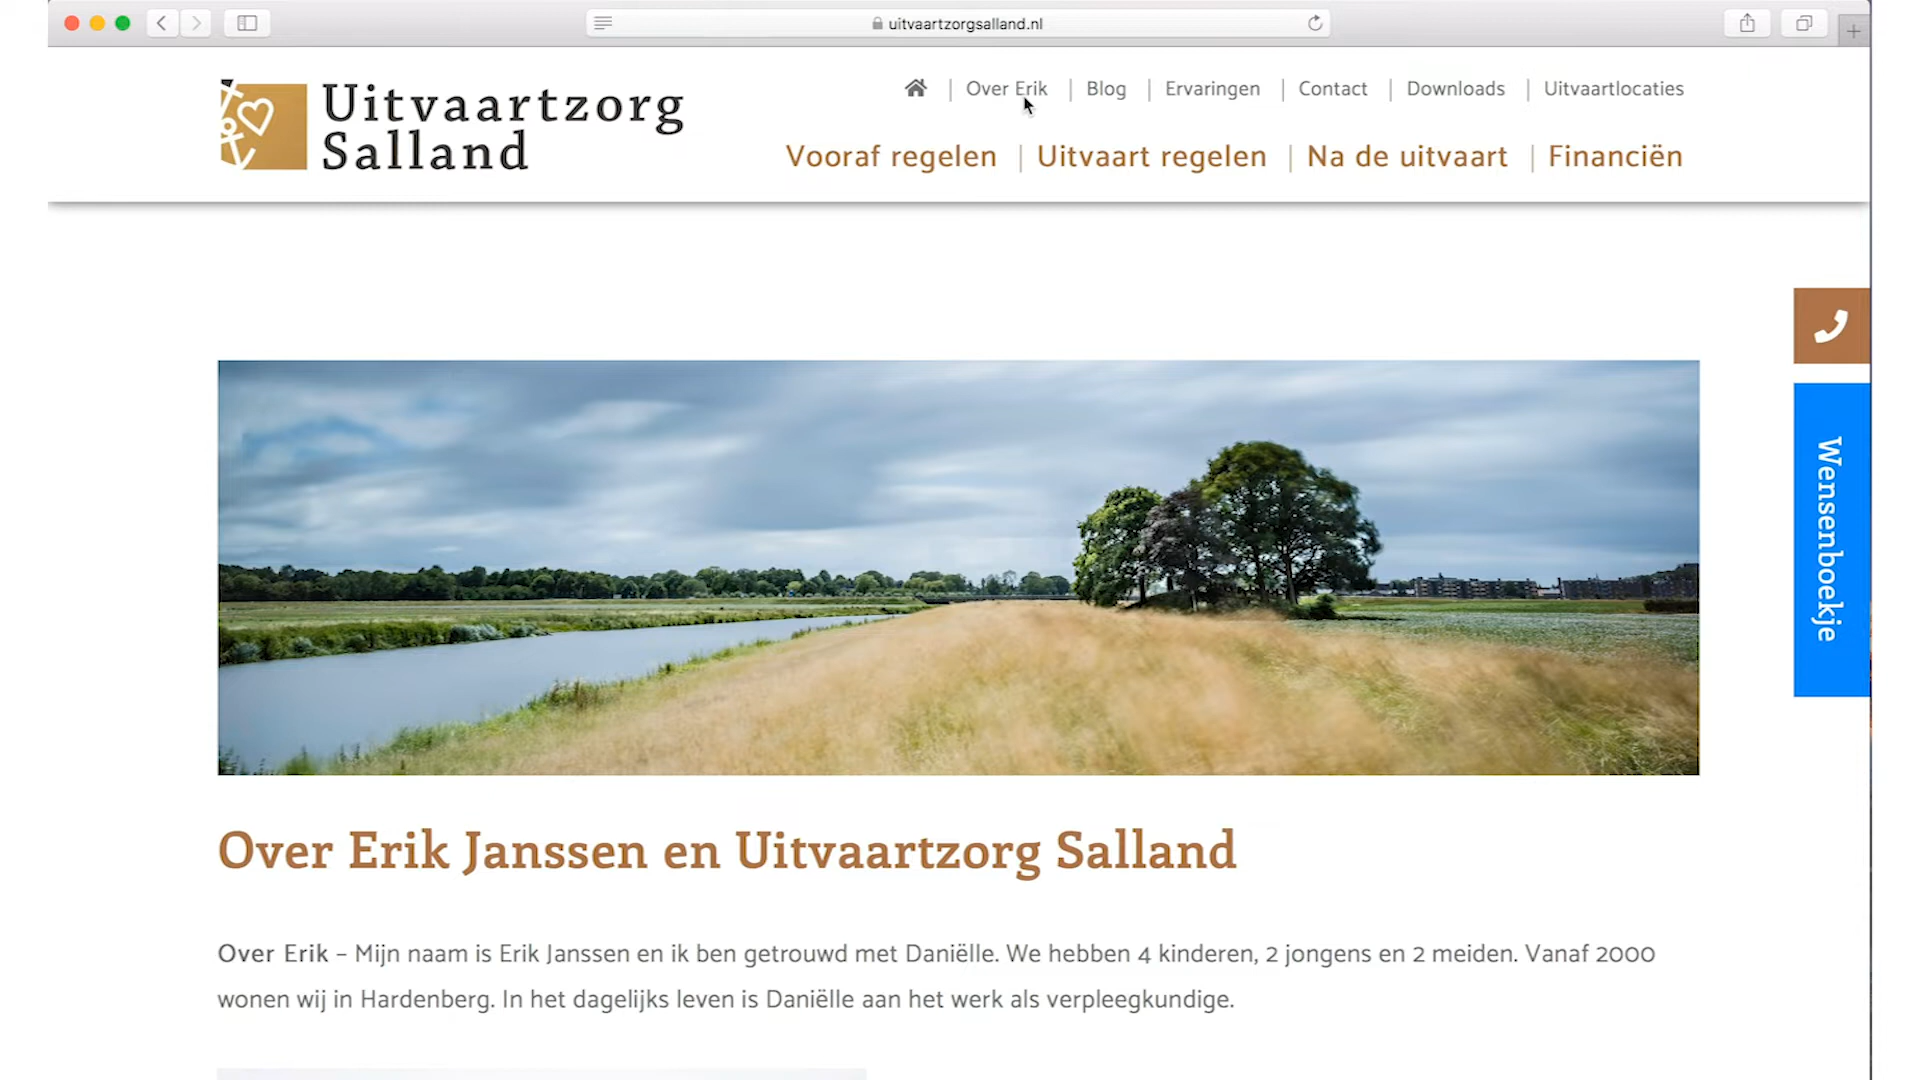 uitvaartzorgsalland.nl
Uitvaartzorg
Salland
Over Erik | Blog | Ervaringen | Contact | Downloads | Uitvaartlocaties
Vooraf regelen | Uitvaart regelen | Na de uitvaart | Financiën
Wensenboekje
Over Erik Janssen en Uitvaartzorg Salland
Over Erik – Mijn naam is Erik Janssen en ik ben getrouwd met Daniëlle. We hebben 4 kinderen, 2 jongens en 2 meiden. Vanaf 2000
wonen wij in Hardenberg. In het dagelijks leven is Daniëlle aan het werk als verpleegkundige.